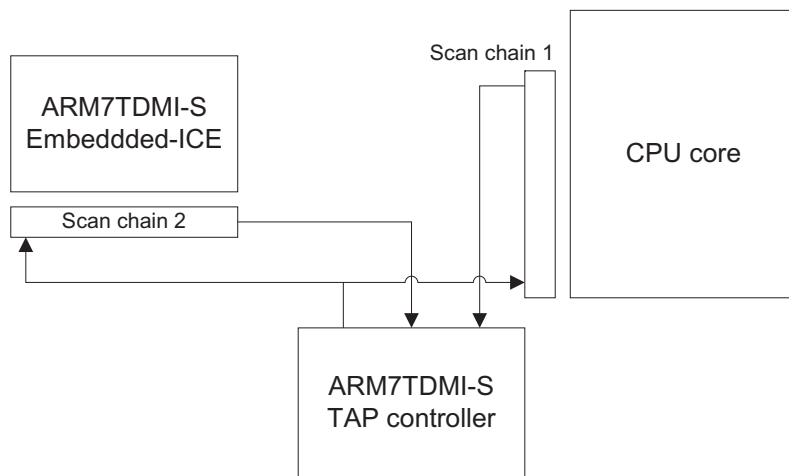 Scan chain 1
ARM7TDMI-S
Embeddded-ICE
CPU core
Scan chain 2
ARM7TDMI-S
TAP controller